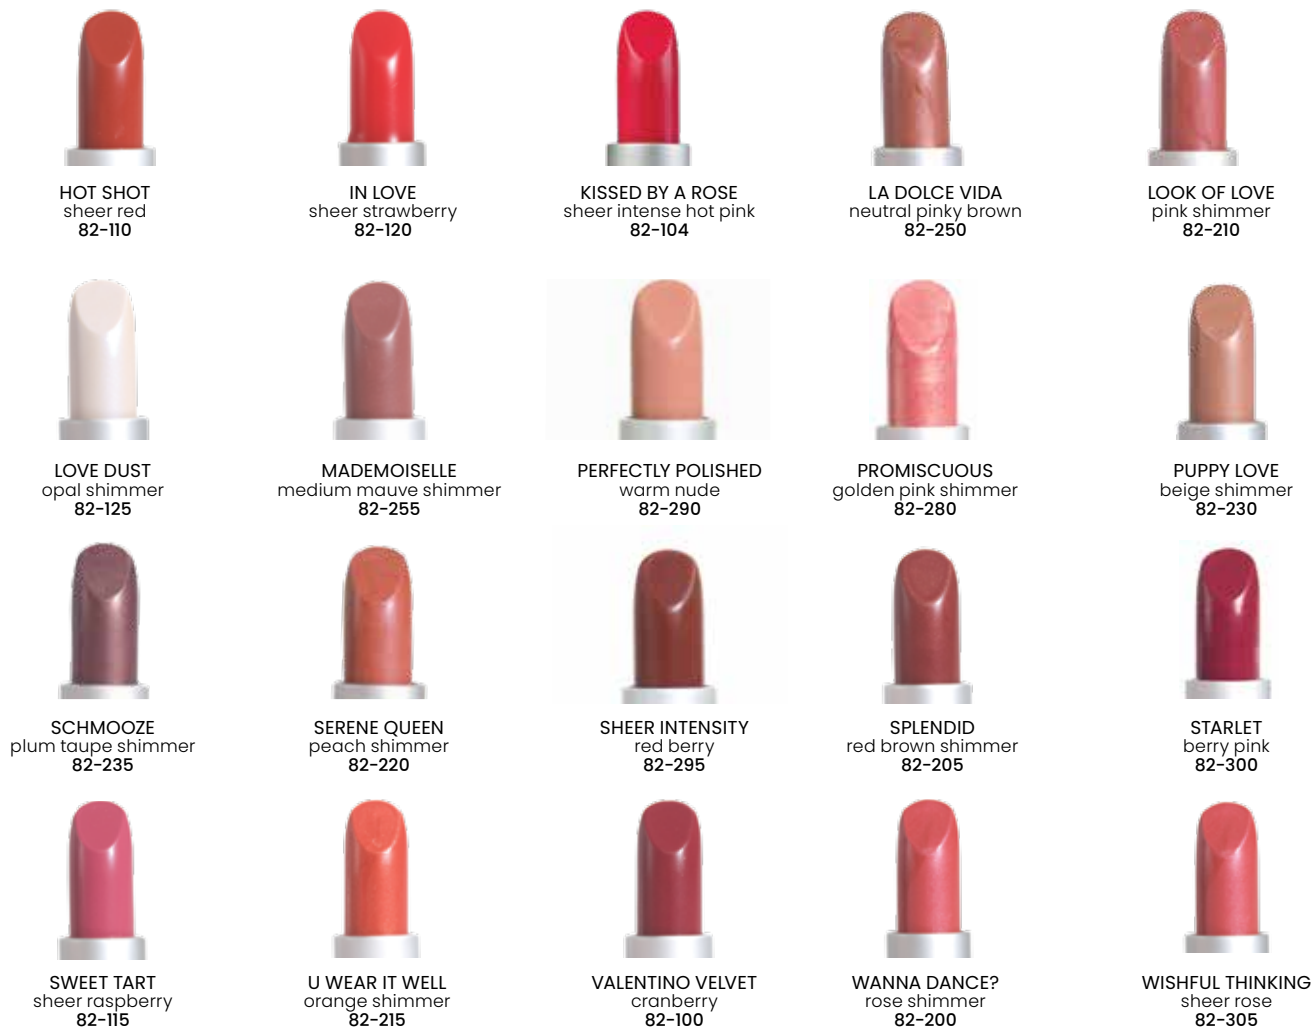 HOT SHOT
sheer red
82-110
IN LOVE
sheer strawberry
82-120
KISSED BY A ROSE
sheer intense hot pink
82-104
LA DOLCE VIDA
neutral pinky brown
82-250
LOOK OF LOVE
pink shimmer
82-210
LOVE DUST
opal shimmer
82-125
MADEMOISELLE
medium mauve shimmer
82-255
PERFECTLY POLISHED
warm nude
82-290
PROMISCUOUS
golden pink shimmer
82-280
PUPPY LOVE
beige shimmer
82-230
SCHMOOZE
plum taupe shimmer
82-235
SERENE QUEEN
peach shimmer
82-220
SHEER INTENSITY
red berry
82-295
SPLENDID
red brown shimmer
82-205
STARLET
berry pink
82-300
SWEET TART
sheer raspberry
82-115
U WEAR IT WELL
orange shimmer
82-215
VALENTINO VELVET
cranberry
82-100
WANNA DANCE?
rose shimmer
82-200
WISHFUL THINKING
sheer rose
82-305